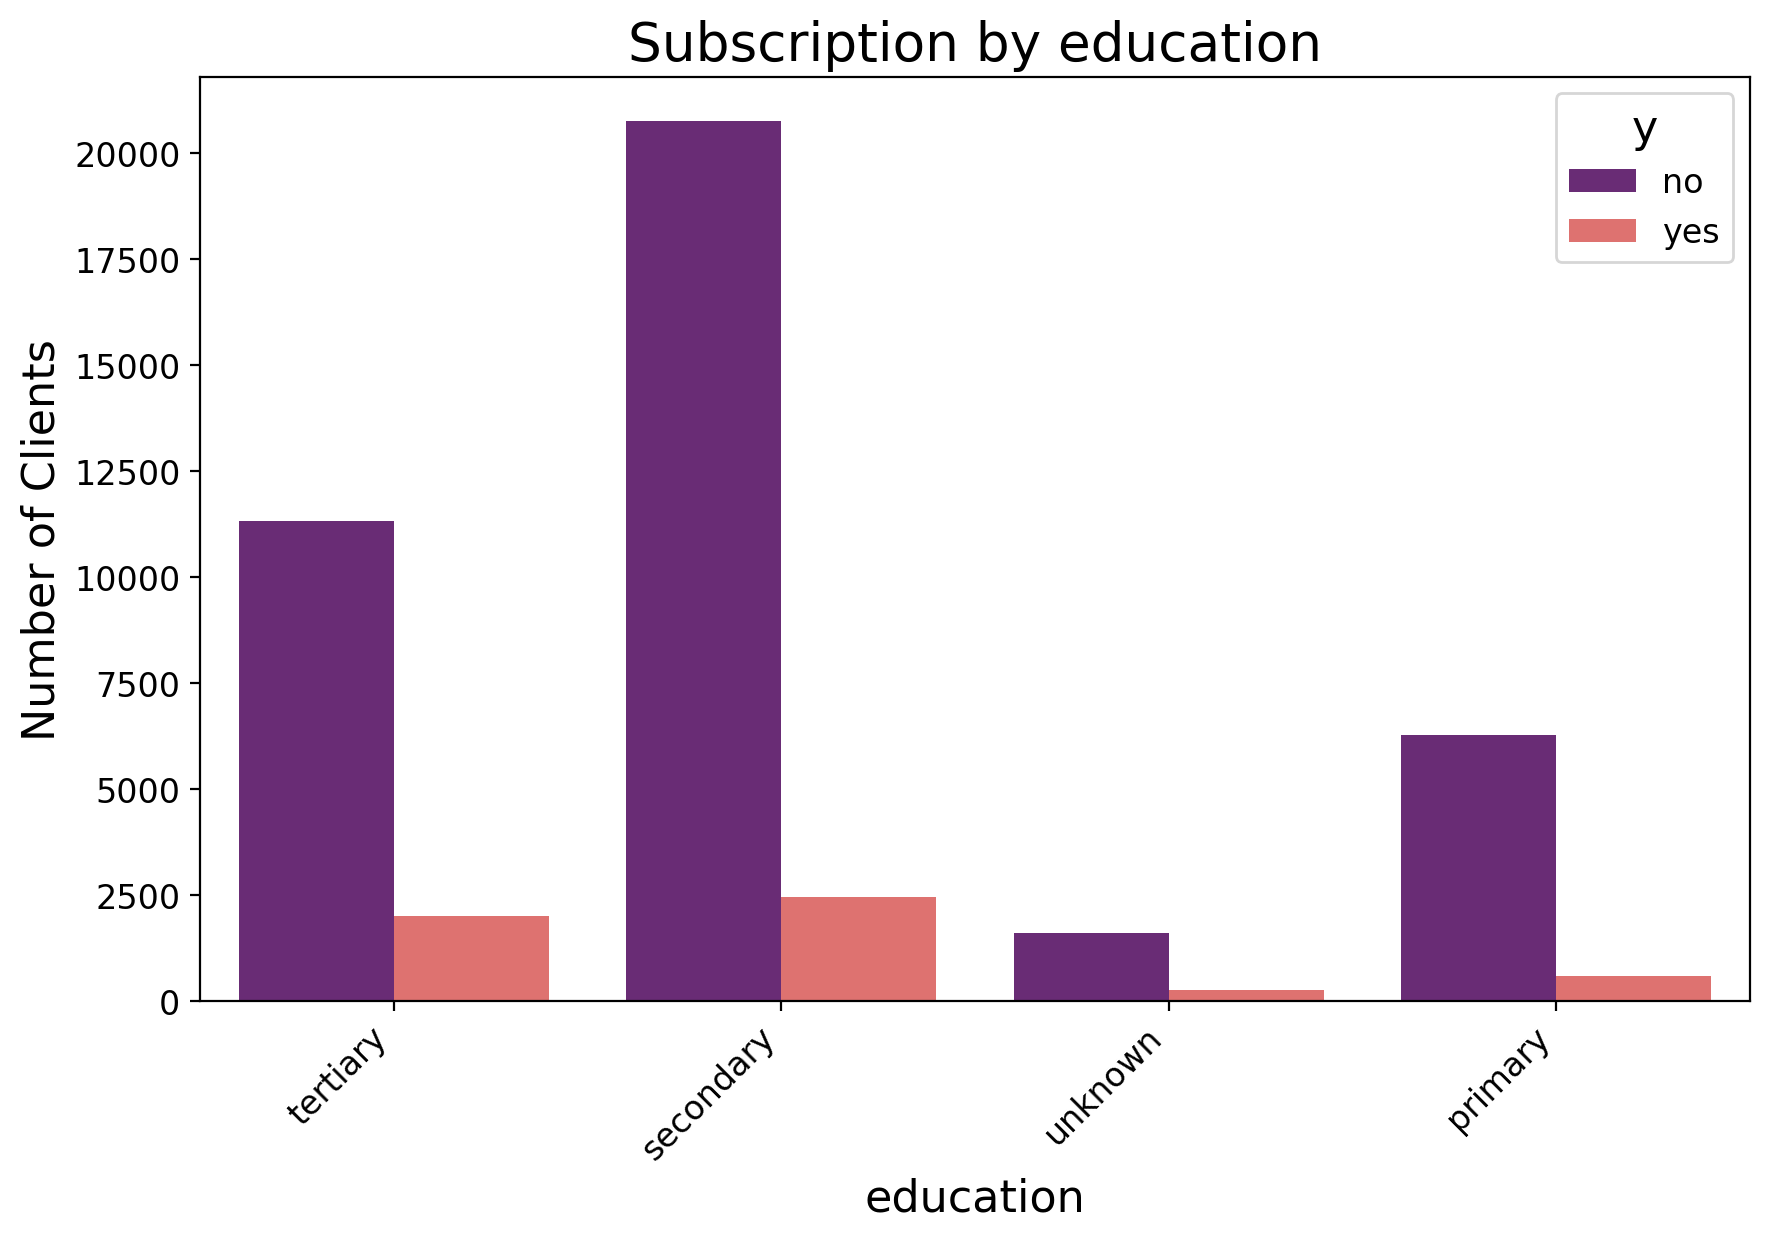 Subscription by education
y
no
yes
Number of Clients
20000
17500
15000
12500
10000
7500
5000
2500
0
tertiary
secondary
unknown
primary
education